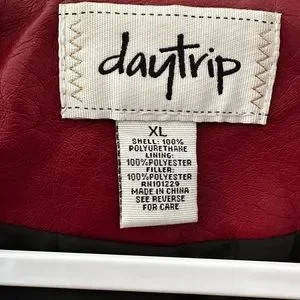 daytrip
XL
SHELL: 100%
POLYURETHANE
LINING:
100%POLYESTER
FILLER:
100%POLYESTER
RN101229
MADE IN CHINA
SEE REVERSE
FOR CARE